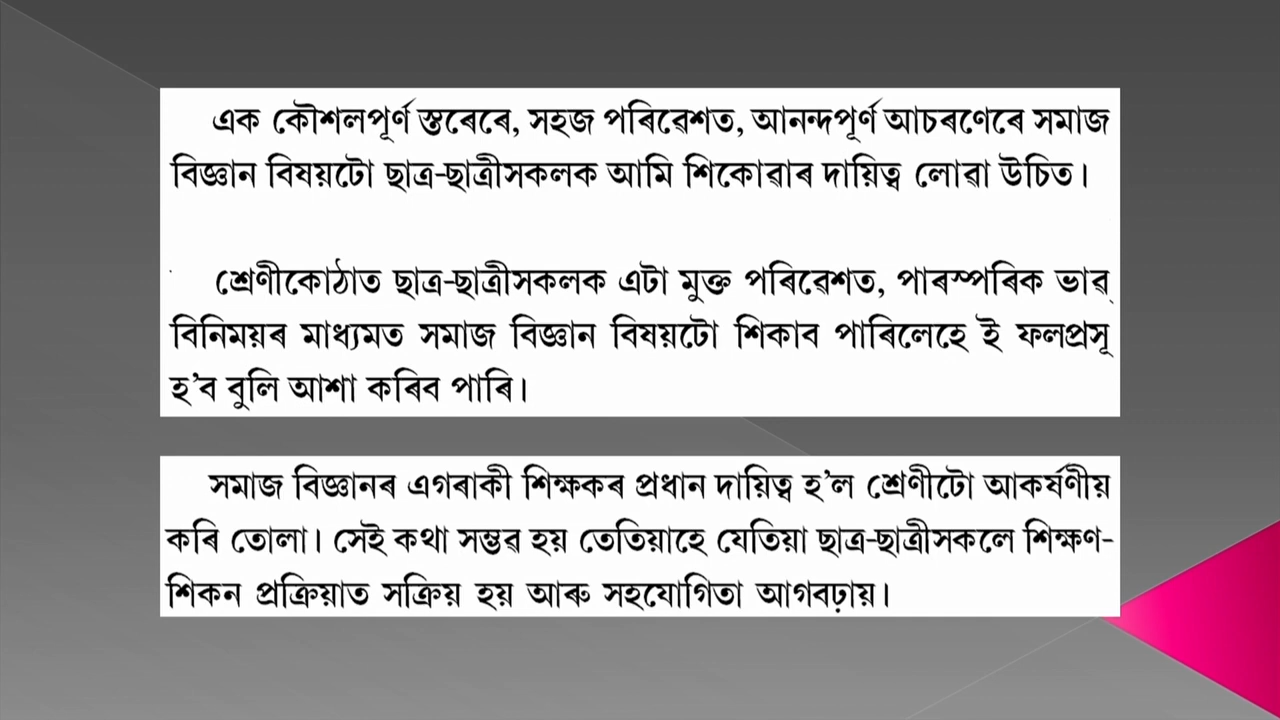 এক কৌশলপূৰ্ণ স্তৰেৰে, সহজ পৰিৱেশত, আনন্দপূৰ্ণ আচৰণেৰে সমাজ
বিজ্ঞান বিষয়টো ছাত্ৰ-ছাত্ৰীসকলক আমি শিকোৱাৰ দায়িত্ব লোৱা উচিত।
শ্ৰেণীকোঠাত ছাত্ৰ-ছাত্ৰীসকলক এটা মুক্ত পৰিৱেশত, পাৰস্পৰিক ভাৱ
বিনিময়ৰ মাধ্যমত সমাজ বিজ্ঞান বিষয়টো শিকাব পাৰিলেহে ই ফলপ্ৰসূ
হ’ব বুলি আশা কৰিব পাৰি।
সমাজ বিজ্ঞানৰ এগৰাকী শিক্ষকৰ প্ৰধান দায়িত্ব হ’ল শ্ৰেণীটো আকৰ্ষণীয়
কৰি তোলা। সেই কথা সম্ভৱ হয় তেতিয়াহে যেতিয়া ছাত্ৰ-ছাত্ৰীসকলে শিক্ষণ-
শিকন প্ৰক্ৰিয়াত সক্ৰিয় হয় আৰু সহযোগিতা আগবঢ়ায়।